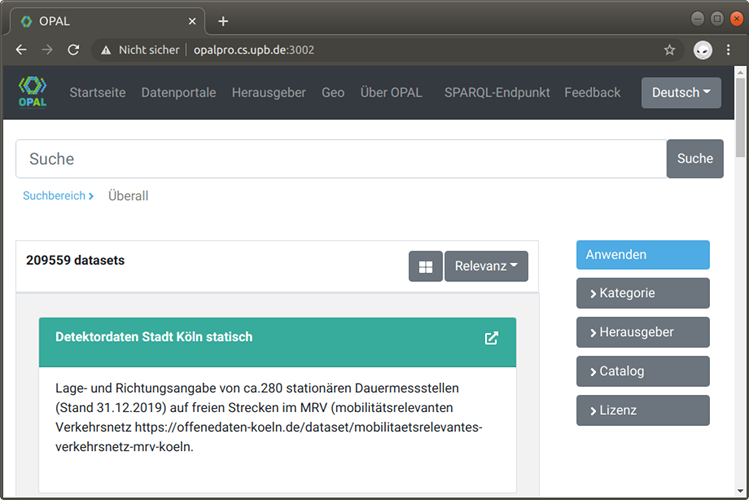 OPAL
Nicht sicher | opalpro.cs.upb.de:3002
OPAL
Startseite Datenportale Herausgeber Geo Über OPAL SPARQL-Endpunkt Feedback Deutsch
Suche Suche
Suchbereich Überall
209559 datasets Relevanz
Anwenden
Kategorie
Herausgeber
Catalog
Lizenz
Detektordaten Stadt Köln statisch
Lage- und Richtungsangabe von ca.280 stationären Dauermessstellen
(Stand 31.12.2019) auf freien Strecken im MRV (mobilitätsrelevanten
Verkehrsnetz https://offenedaten-koeln.de/dataset/mobilitaetsrelevantes-
verkehrsnetz-mrv-koeln.